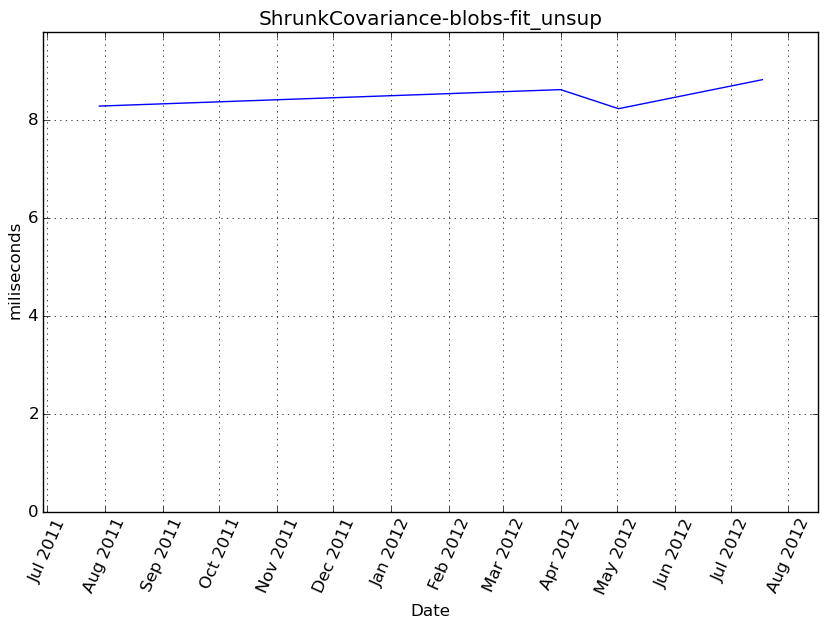 ShrunkCovariance-blobs-fit_unsup
8
6
4
2
0
miliseconds
Jul 2011
Aug 2011
Sep 2011
Oct 2011
Nov 2011
Dec 2011
Jan 2012
Feb 2012
Mar 2012
Apr 2012
May 2012
Jun 2012
Jul 2012
Aug 2012
Date